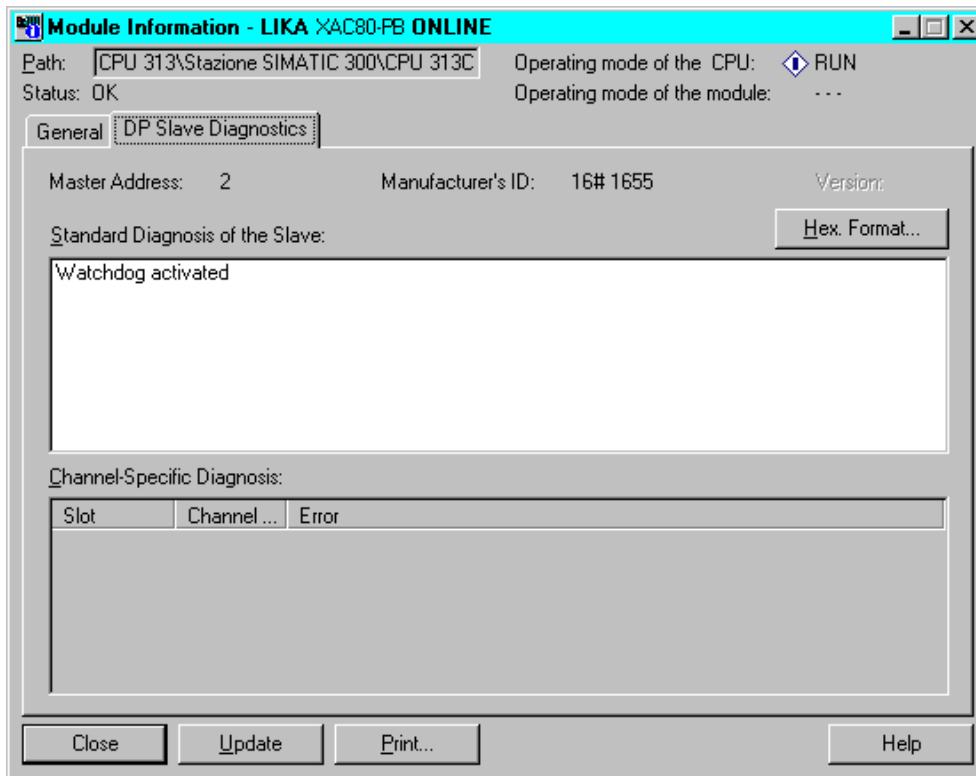 Module Information - LIKA XAC80-PB ONLINE
Path: CPU 313\Stazione SIMATIC 300\CPU 313C Operating mode of the CPU: RUN
Status: OK Operating mode of the module: - - -
General DP Slave Diagnostics
Master Address: 2 Manufacturer's ID: 16# 1655 Version:
Standard Diagnosis of the Slave: Hex. Format...
Watchdog activated
Channel-Specific Diagnosis:
Slot Channel ... Error
Close Update Print... Help